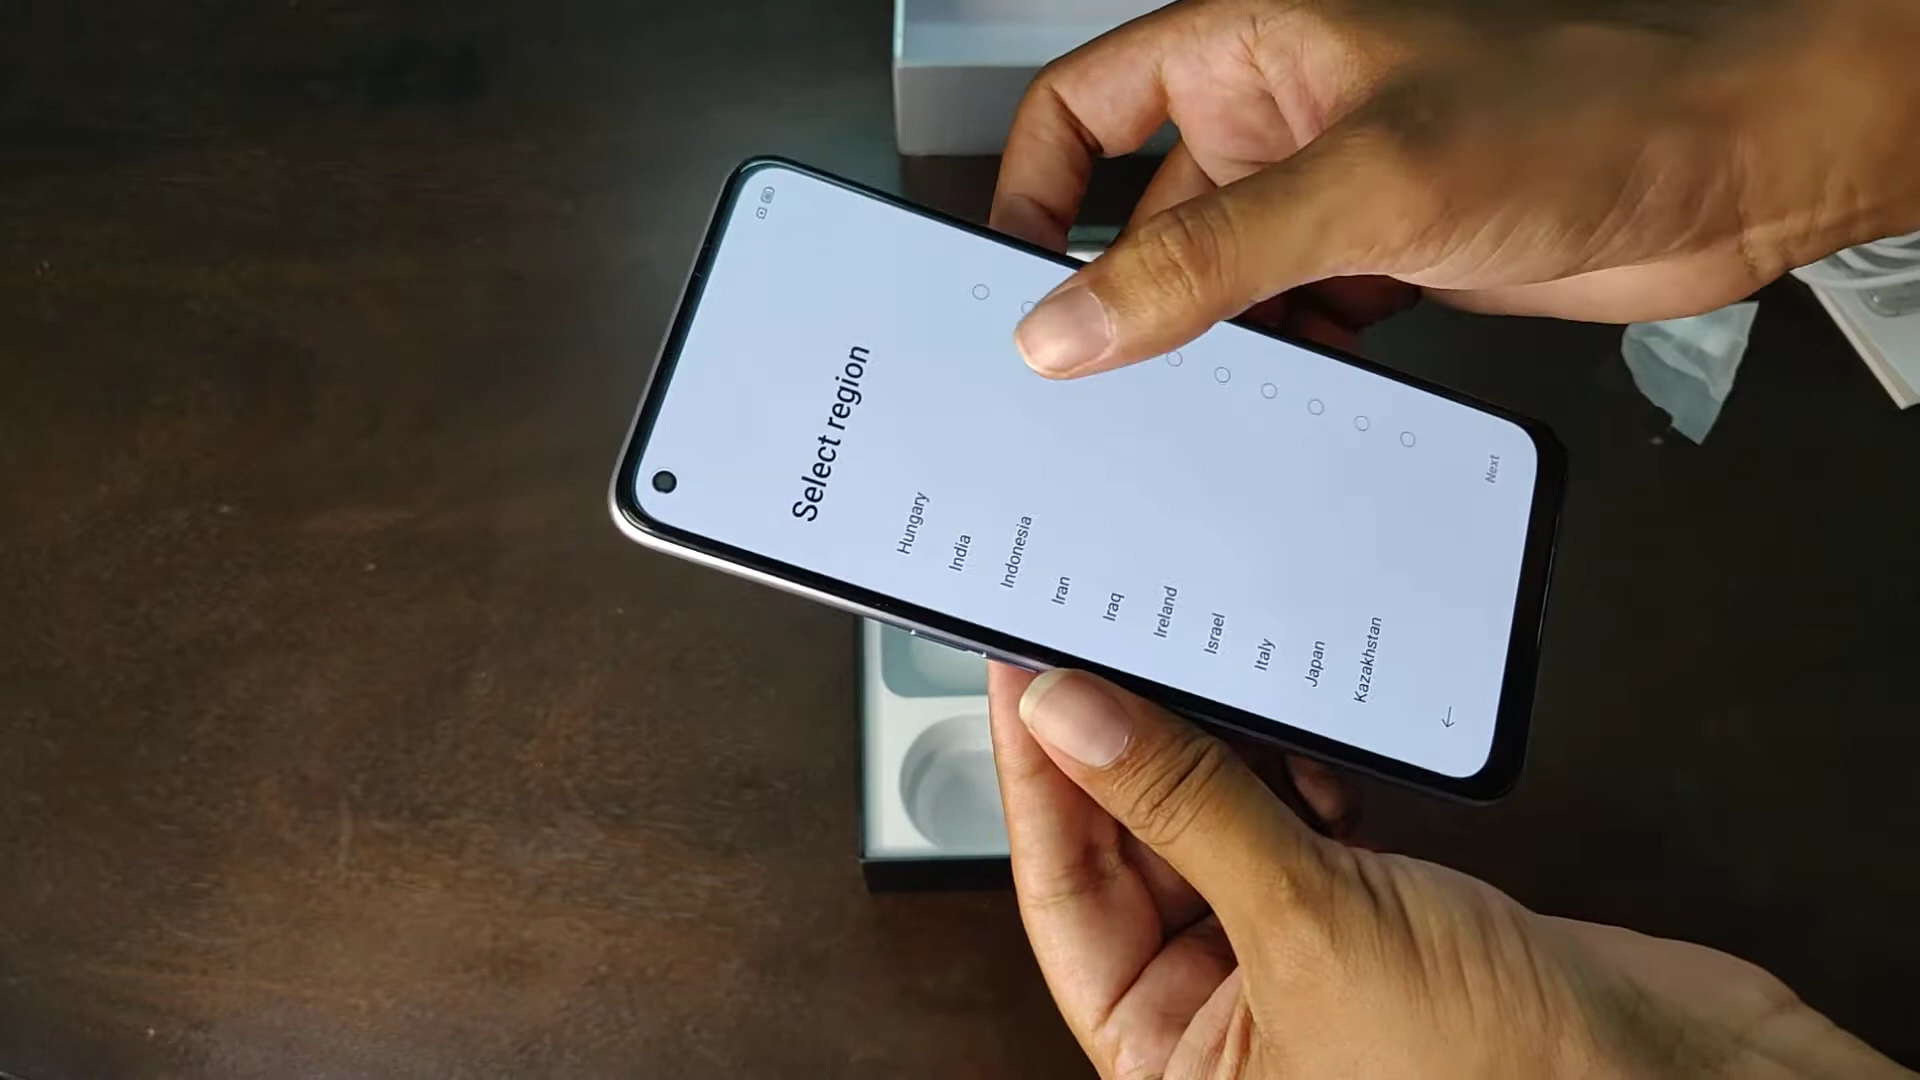 Select region
Hungary
India
Indonesia
Iran
Iraq
Ireland
Israel
Italy
Japan
Kazakhstan
Next